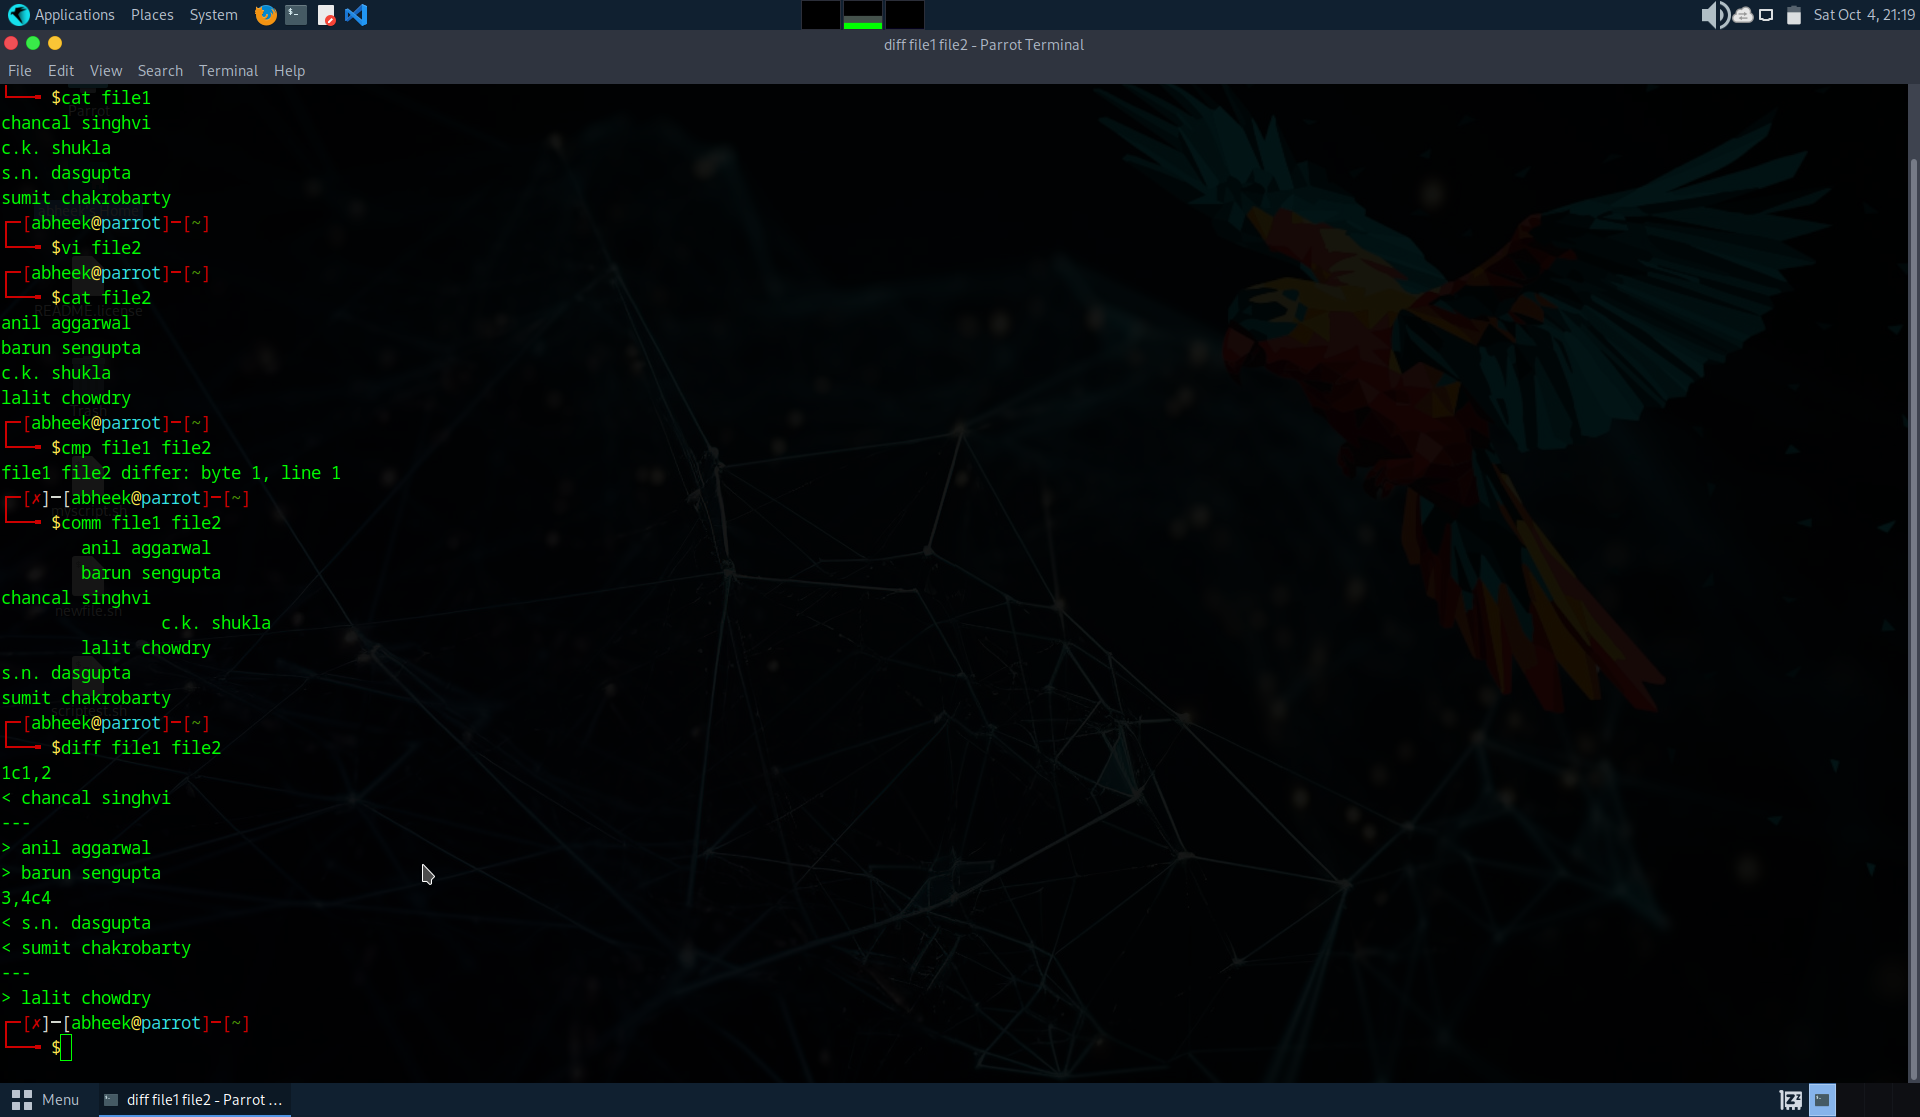 Applications Places System
Sat Oct 4, 21:19
diff file1 file2 - Parrot Terminal
File Edit View Search Terminal Help
$cat file1
chancal singhvi
c.k. shukla
s.n. dasgupta
sumit chakrobarty
[abheek@parrot]─[~]
$vi file2
[abheek@parrot]─[~]
$cat file2
README.license
anil aggarwal
barun sengupta
c.k. shukla
lalit chowdry
[abheek@parrot]─[~]
$cmp file1 file2
file1 file2 differ: byte 1, line 1
[✗]─[abheek@parrot]─[~]
$comm file1 file2
anil aggarwal
barun sengupta
chancal singhvi
newfile.sh
c.k. shukla
lalit chowdry
s.n. dasgupta
sumit chakrobarty
[abheek@parrot]─[~]
$diff file1 file2
1c1,2
< chancal singhvi
---
> anil aggarwal
> barun sengupta
3,4c4
< s.n. dasgupta
< sumit chakrobarty
---
> lalit chowdry
[✗]─[abheek@parrot]─[~]
$
Menu
diff file1 file2 - Parrot ...